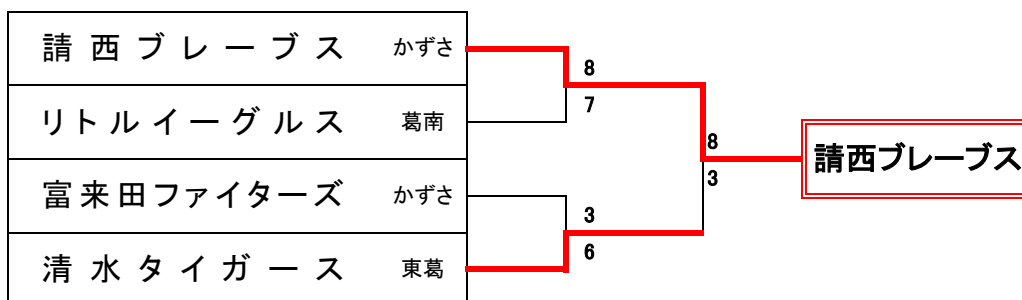 請西ブレーブス かずさ
8
リトルイーグルス 葛南
7
8
請西ブレーブス
3
富来田ファイターズ かずさ
3
6
清水タイガース 東葛